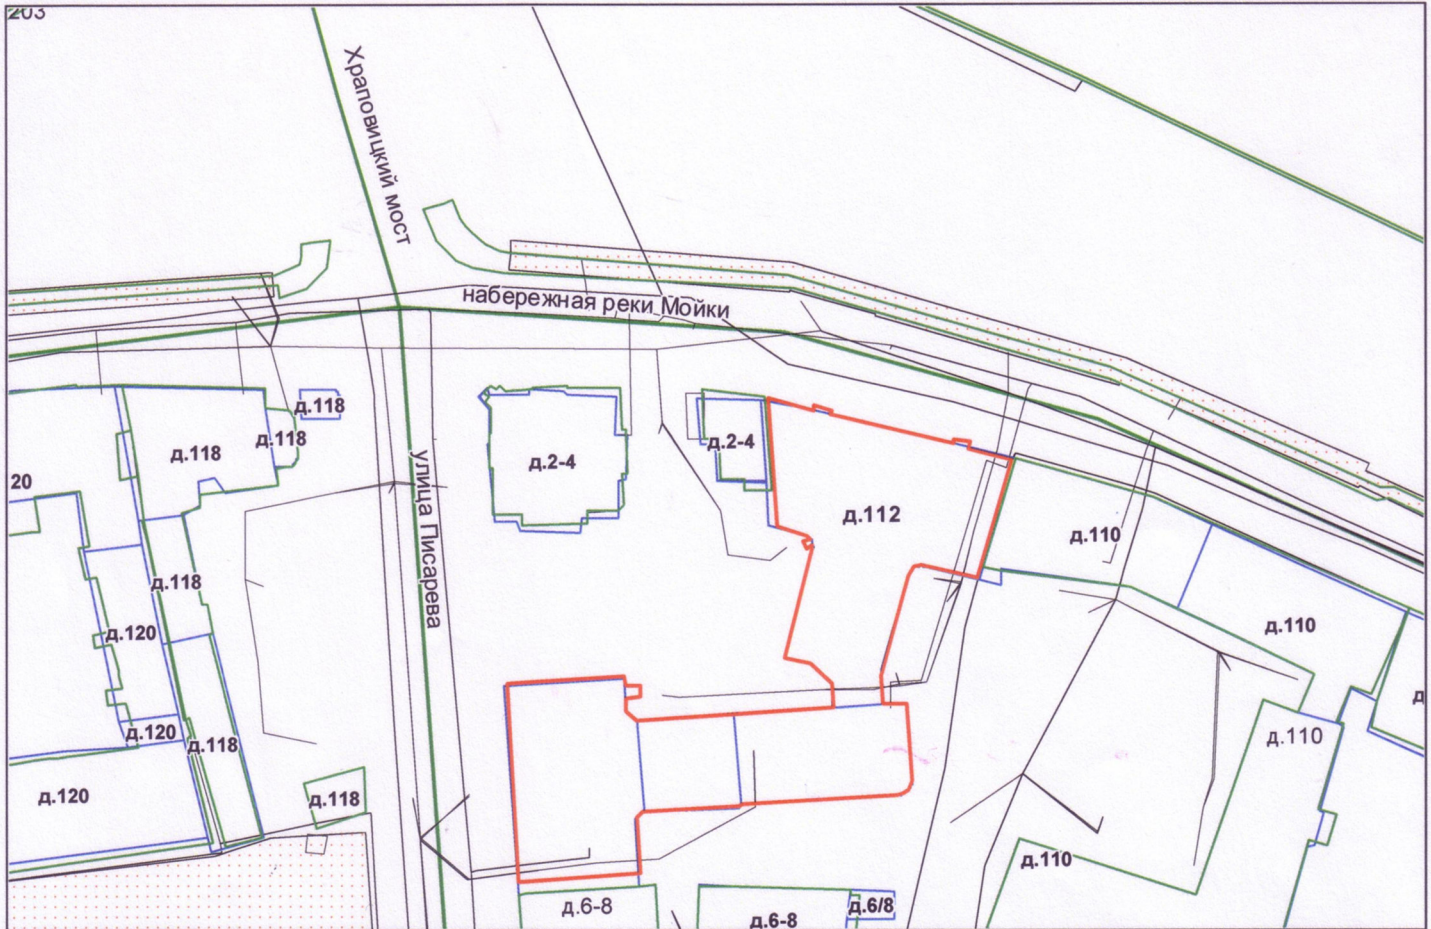 203
Храповицкий мост
набережная реки Мойки
д.118
д.118
д.118
д.2-4
д.2-4
20
улица Писарева
д.112
д.110
д.118
д.120
д.110
д
д.120
д.118
д.110
д.120
д.118
д.110
д.6-8
д.6-8
д.6/8